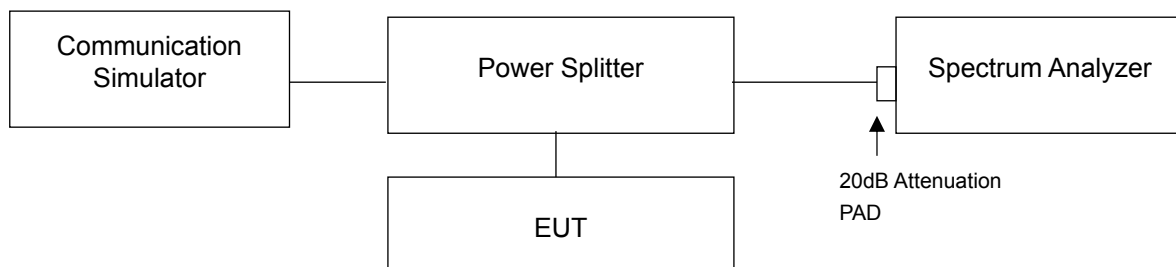 Communication
Simulator
Power Splitter
Spectrum Analyzer
20dB Attenuation
PAD
EUT